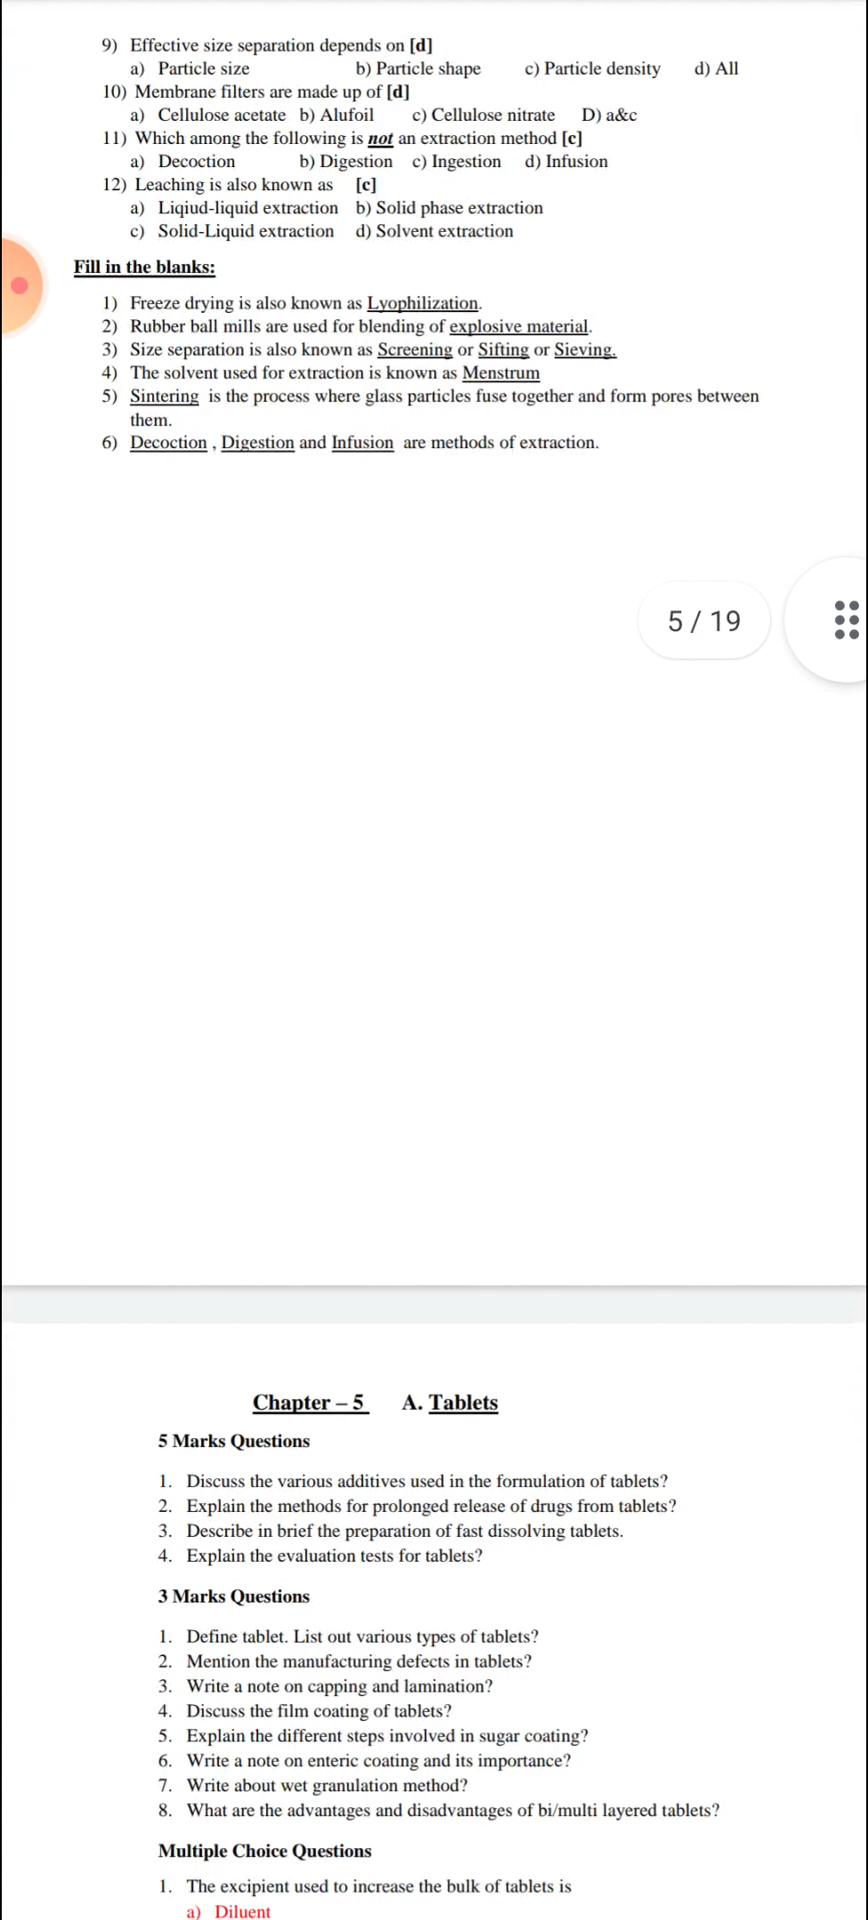 9) Effective size separation depends on [d]
a) Particle size b) Particle shape c) Particle density d) All
10) Membrane filters are made up of [d]
a) Cellulose acetate b) Alufoil c) Cellulose nitrate D) a&c
11) Which among the following is not an extraction method [c]
a) Decoction b) Digestion c) Ingestion d) Infusion
12) Leaching is also known as [c]
a) Liqiud-liquid extraction b) Solid phase extraction
c) Solid-Liquid extraction d) Solvent extraction
Fill in the blanks:
1) Freeze drying is also known as Lyophilization.
2) Rubber ball mills are used for blending of explosive material.
3) Size separation is also known as Screening or Sifting or Sieving.
4) The solvent used for extraction is known as Menstrum
5) Sintering is the process where glass particles fuse together and form pores between
them.
6) Decoction , Digestion and Infusion are methods of extraction.
5 / 19
Chapter – 5 A. Tablets
5 Marks Questions
1. Discuss the various additives used in the formulation of tablets?
2. Explain the methods for prolonged release of drugs from tablets?
3. Describe in brief the preparation of fast dissolving tablets.
4. Explain the evaluation tests for tablets?
3 Marks Questions
1. Define tablet. List out various types of tablets?
2. Mention the manufacturing defects in tablets?
3. Write a note on capping and lamination?
4. Discuss the film coating of tablets?
5. Explain the different steps involved in sugar coating?
6. Write a note on enteric coating and its importance?
7. Write about wet granulation method?
8. What are the advantages and disadvantages of bi/multi layered tablets?
Multiple Choice Questions
1. The excipient used to increase the bulk of tablets is
a) Diluent